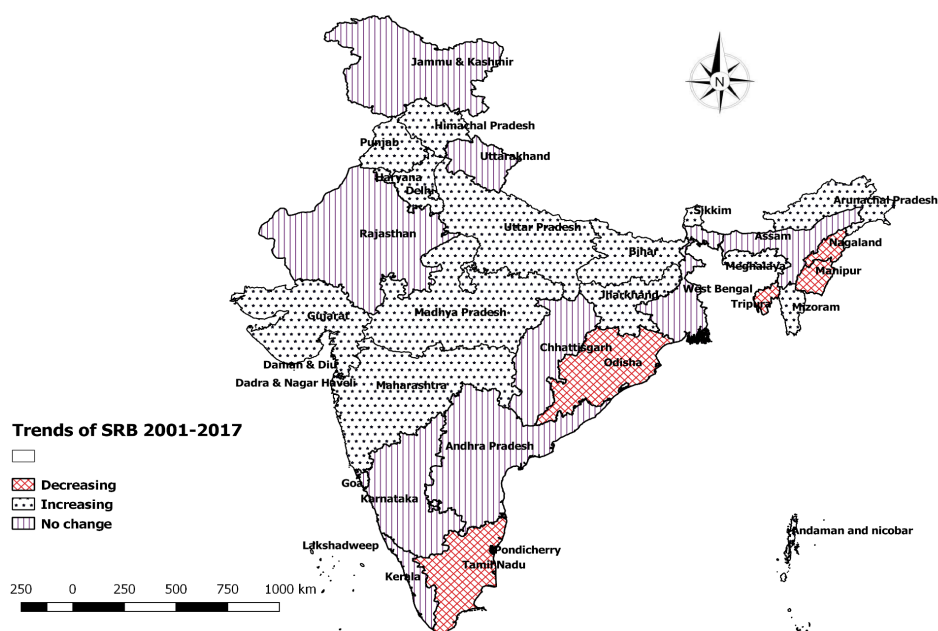 Jammu & Kashmir
N
Himachal Pradesh
Punjab
Uttarakhand
Haryana
Delhi
Arunachal Pradesh
Sikkim
Uttar Pradesh
Rajasthan
Assam
Nagaland
Bihar
Meghalaya
Manipur
West Bengal
Jharkhand
Tripura
Mizoram
Madhya Pradesh
Gujarat
Chhattisgarh
Odisha
Daman & Diu
Dadra & Nagar Haveli
Maharashtra
Trends of SRB 2001-2017
Andhra Pradesh
Decreasing
Goa
Karnataka
Increasing
No change
Andaman and nicobar
Lakshadweep
Pondicherry
Tamil Nadu
Kerala
250 0 250 500 750 1000 km